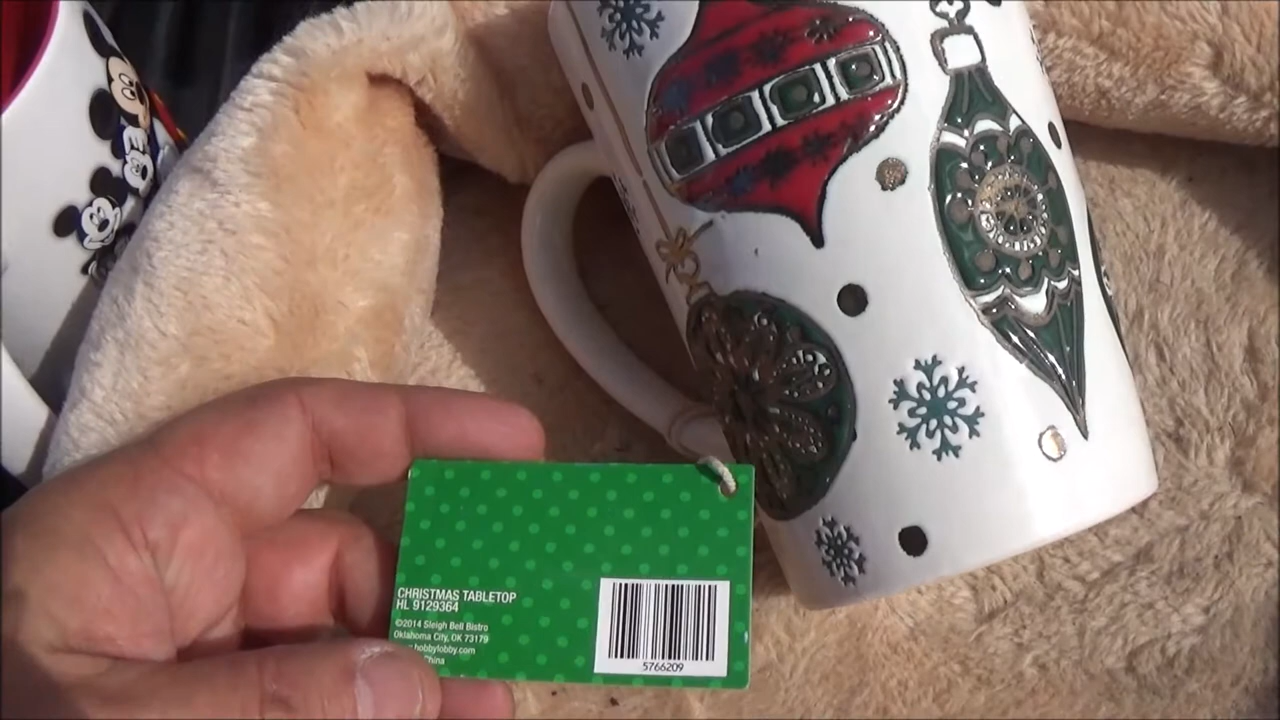 CHRISTMAS TABLETOP
HL 9129364
©2014 Sleigh Bell Bistro
Oklahoma City, OK 73179
hobbylobby.com
China
5766209